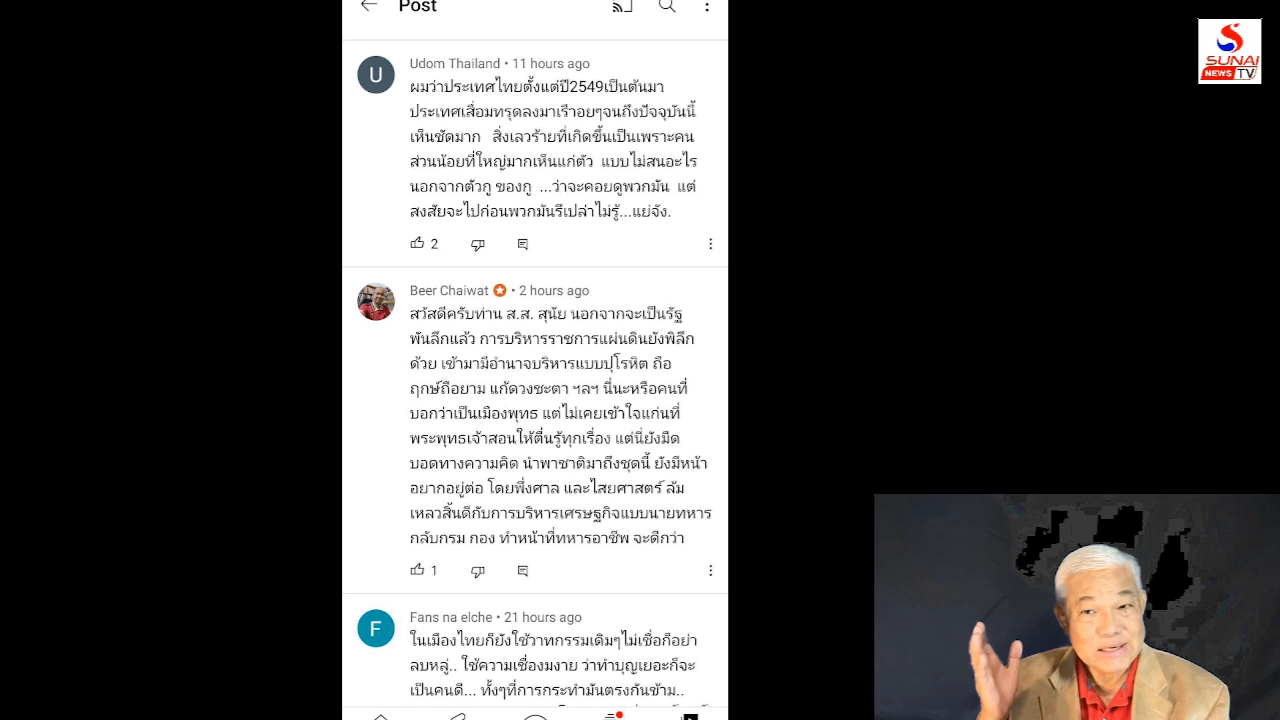 Post
SUNAI
NEWS TV
U
Udom Thailand • 11 hours ago
ผมว่าประเทศไทยตั้งแต่ปี2549เป็นต้นมา
ประเทศเสื่อมทรุดลงมาเรือยๆจนถึงปัจจุบันนี้
เห็นชัดมาก สิ่งเลวร้ายที่เกิดขึ้นเป็นเพราะคน
ส่วนน้อยที่ใหญ่มากเห็นแก่ตัว แบบไม่สนอะไร
นอกจากตัวกู ของกู ...ว่าจะคอยดูพวกมัน แต่
สงสัยจะไปก่อนพวกมันรึเปล่าไม่รู้...แย่จัง.
2
Beer Chaiwat • 2 hours ago
สวัสดีครับท่าน ส.ส. สุนัย นอกจากจะเป็นรัฐ
พันลึกแล้ว การบริหารราชการแผ่นดินยังพิลึก
ด้วย เข้ามามีอำนาจบริหารแบบปุโรหิต ถือ
ฤกษ์ถือยาม แก้ดวงชะตา ฯลฯ นี่นะหรือคนที่
บอกว่าเป็นเมืองพุทธ แต่ไม่เคยเข้าใจแก่นที่
พระพุทธเจ้าสอนให้ตื่นรู้ทุกเรื่อง แต่นี่ยังมืด
บอดทางความคิด นำพาชาติมาถึงชุดนี้ ยังมีหน้า
อยากอยู่ต่อ โดยพึ่งศาล และไสยศาสตร์ ล้ม
เหลวสิ้นดีกับการบริหารเศรษฐกิจแบบนายทหาร
กลับกรม กอง ทำหน้าที่ทหารอาชีพ จะดีกว่า
1
F
Fans na elche • 21 hours ago
ในเมืองไทยก็ยังใช้วาทกรรมเดิมๆไม่เชื่อก็อย่า
ลบหลู่.. ใช้ความเชื่องมงาย ว่าทำบุญเยอะก็จะ
เป็นคนดี... ทั้งๆที่การกระทำมันตรงกันข้าม..